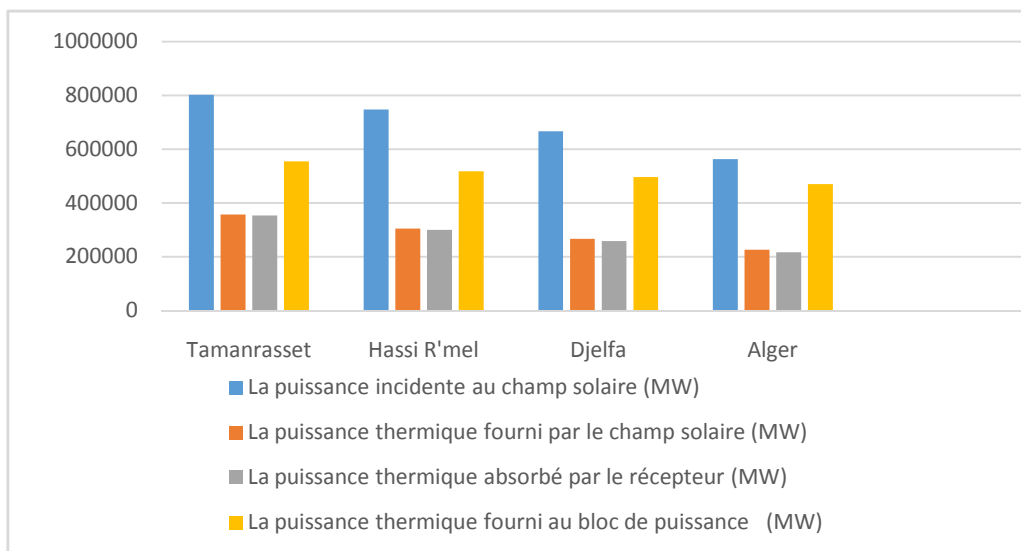 1000000
800000
600000
400000
200000
0
Tamanrasset Hassi R'mel Djelfa Alger
La puissance incidente au champ solaire (MW)
La puissance thermique fourni par le champ solaire (MW)
La puissance thermique absorbé par le récepteur (MW)
La puissance thermique fourni au bloc de puissance (MW)